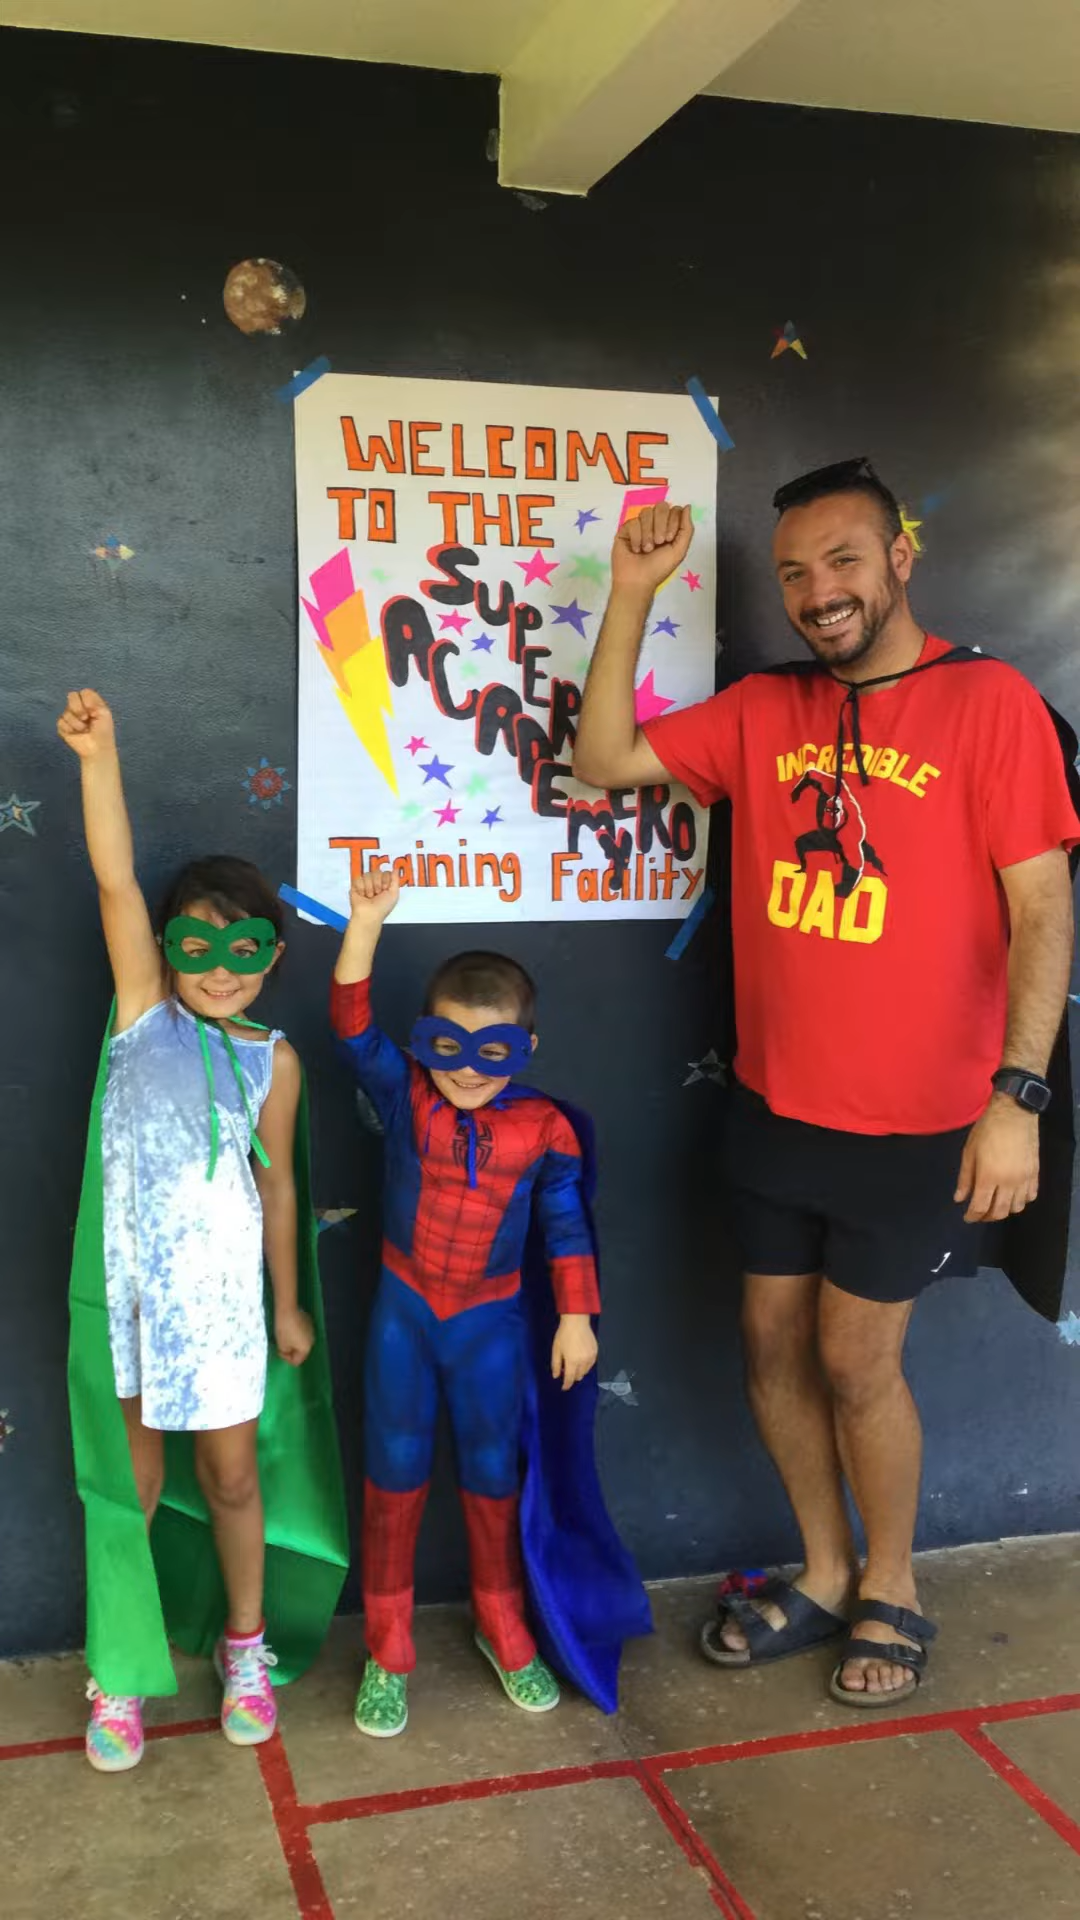 WELCOME
TO THE
SUPERHERO
ACADEMY
Training Facility
INCREDIBLE
DAD